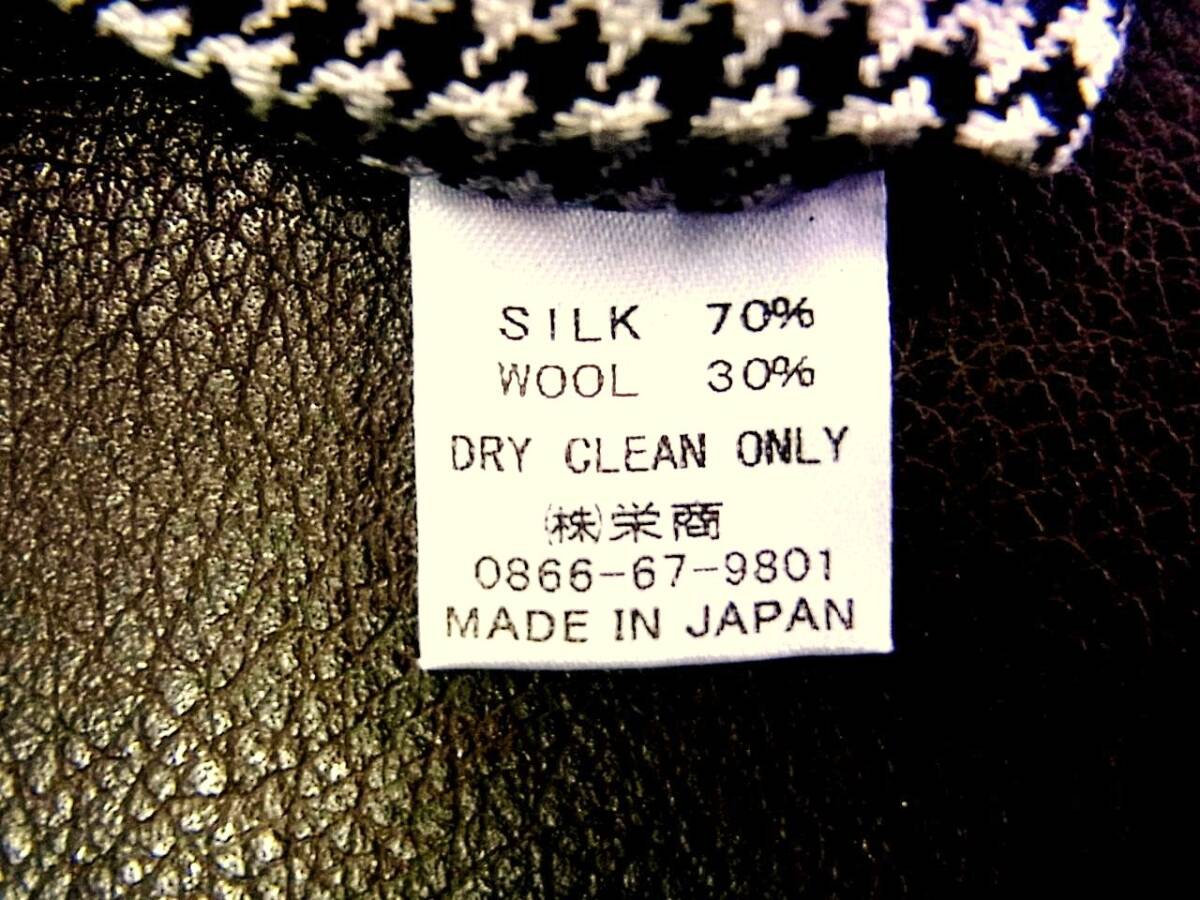 SILK 70%
WOOL 30%
DRY CLEAN ONLY
㈱栄商
0866-67-9801
MADE IN JAPAN